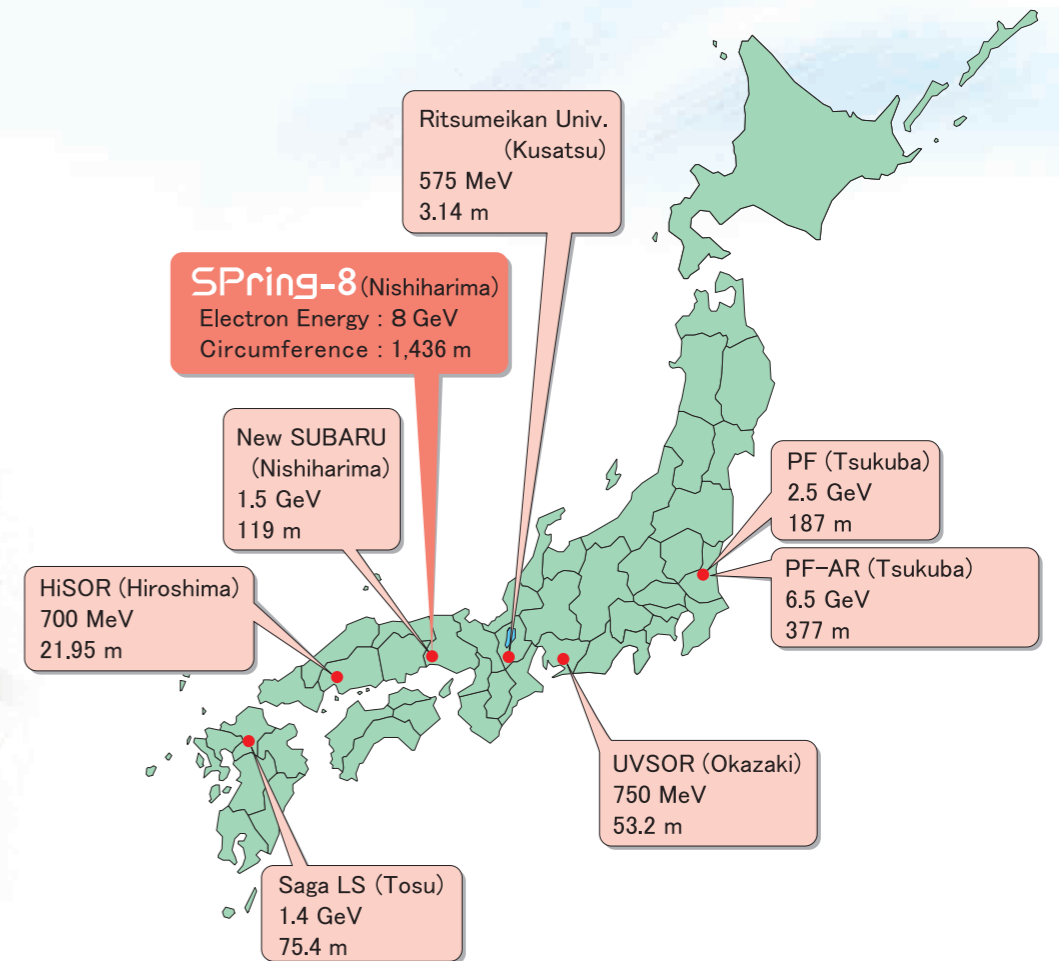 Ritsumeikan Univ.
(Kusatsu)
575 MeV
3.14 m
SPring-8 (Nishiharima)
Electron Energy : 8 GeV
Circumference : 1,436 m
New SUBARU
(Nishiharima)
1.5 GeV
119 m
PF (Tsukuba)
2.5 GeV
187 m
PF-AR (Tsukuba)
6.5 GeV
377 m
HiSOR (Hiroshima)
700 MeV
21.95 m
UVSOR (Okazaki)
750 MeV
53.2 m
Saga LS (Tosu)
1.4 GeV
75.4 m